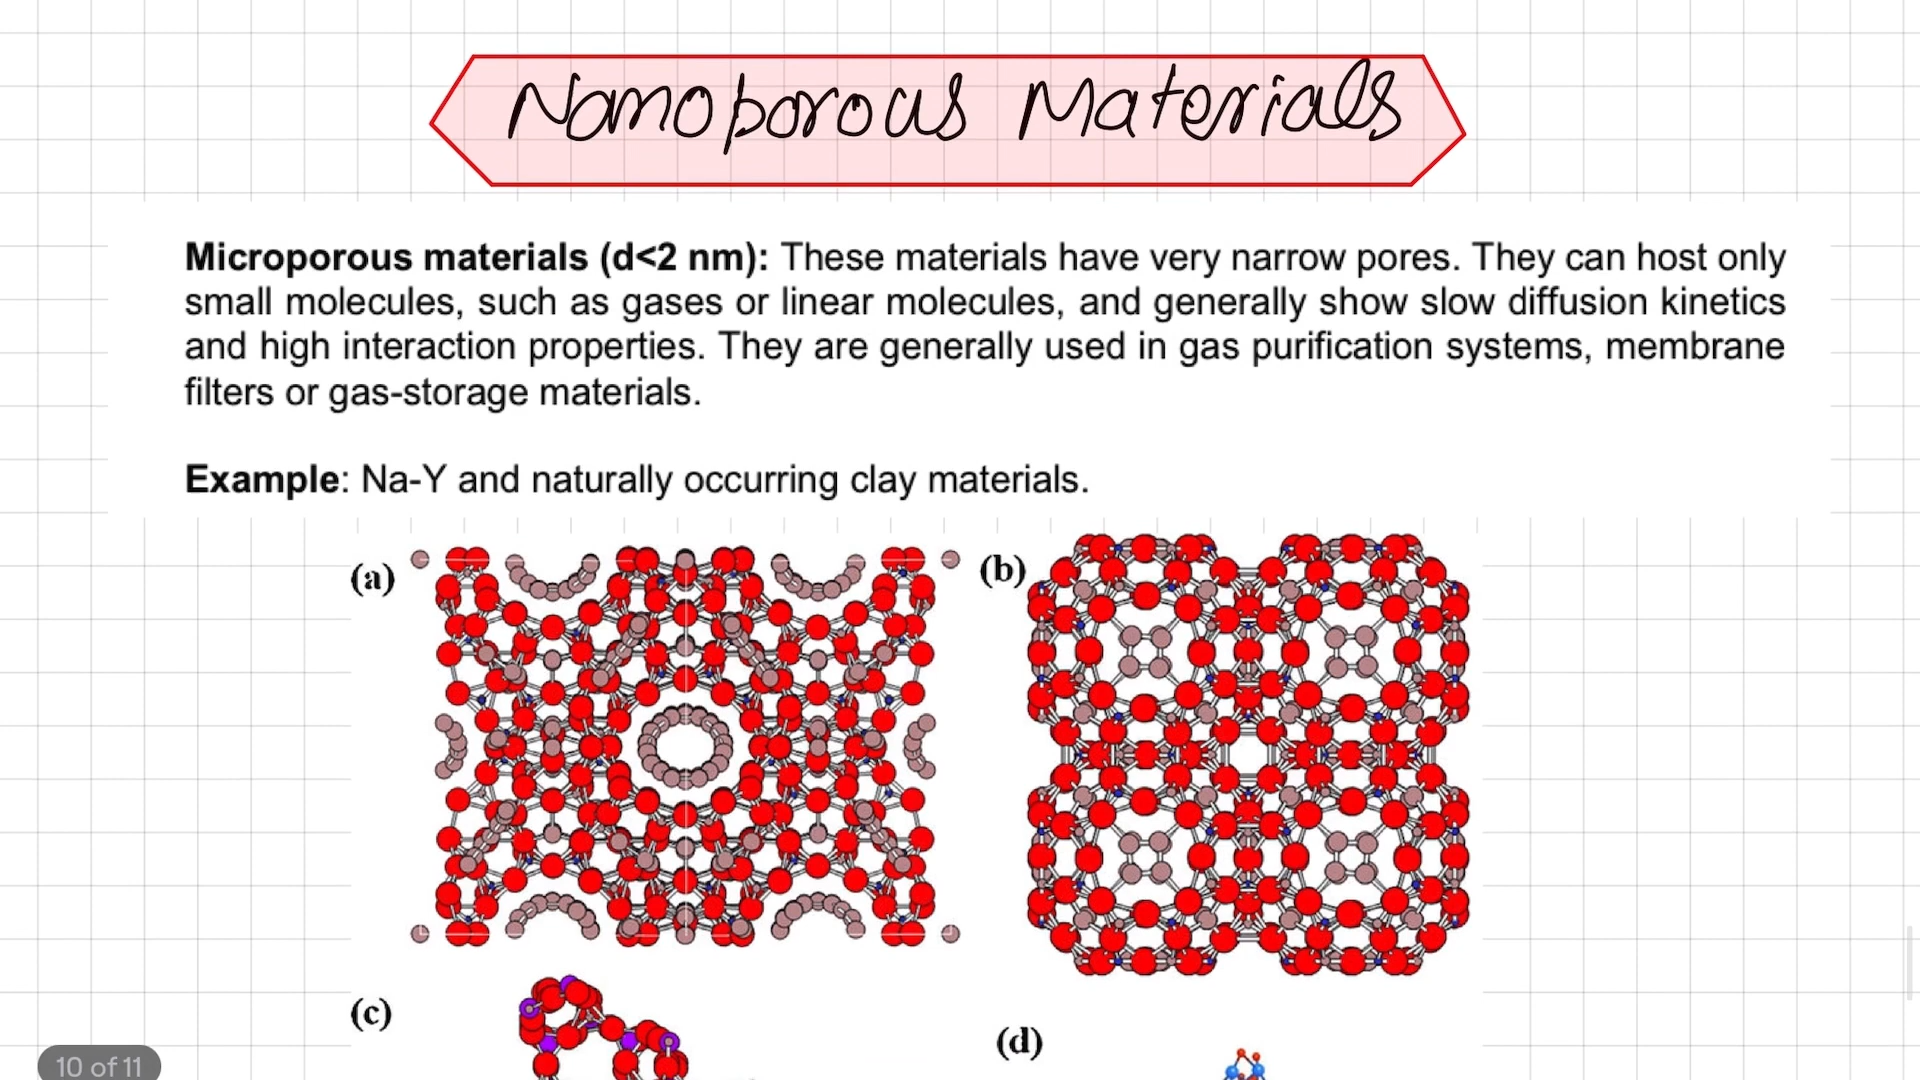 Nanoporous Materials
Microporous materials (d<2 nm): These materials have very narrow pores. They can host only
small molecules, such as gases or linear molecules, and generally show slow diffusion kinetics
and high interaction properties. They are generally used in gas purification systems, membrane
filters or gas-storage materials.
Example: Na-Y and naturally occurring clay materials.
(a)
(b)
(c)
(d)
10 of 11